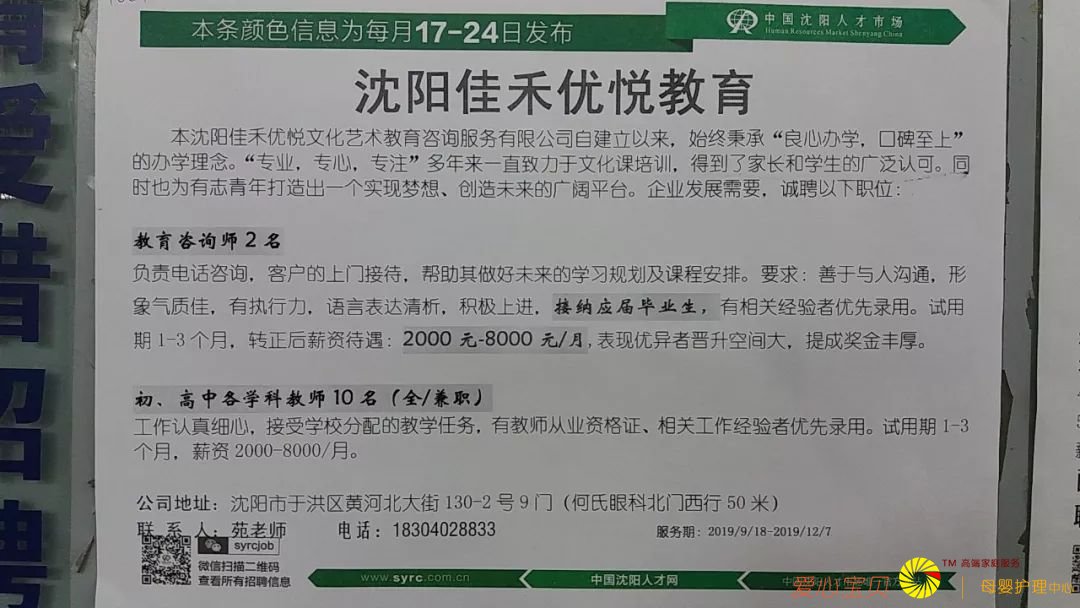 本条颜色信息为每月17-24日发布
中国沈阳人才市场
Human Resources Market Shenyang China
沈阳佳禾优悦教育
本沈阳佳禾优悦文化艺术教育咨询服务有限公司自建立以来，始终秉承“良心办学，口碑至上”
的办学理念。“专业，专心，专注”多年来一直致力于文化课培训，得到了家长和学生的广泛认可。同
时也为有志青年打造出一个实现梦想、创造未来的广阔平台。企业发展需要，诚聘以下职位：
教育咨询师2名
负责电话咨询，客户的上门接待，帮助其做好未来的学习规划及课程安排。要求：善于与人沟通，形
象气质佳，有执行力，语言表达清析，积极上进，接纳应届毕业生，有相关经验者优先录用。试用
期1-3个月，转正后薪资待遇：2000元-8000元/月，表现优异者晋升空间大，提成奖金丰厚。
初、高中各学科教师10名（全/兼职）
工作认真细心，接受学校分配的教学任务，有教师从业资格证、相关工作经验者优先录用。试用期1-3
个月，薪资2000-8000/月。
公司地址：沈阳市于洪区黄河北大街130-2号9门（何氏眼科北门西行50米）
联系人：苑老师 电话：18304028833 服务期：2019/9/18-2019/12/7
syrcjob
微信扫描二维码
查看所有招聘信息
www.syrc.com.cn 中国沈阳人才网
爱心宝贝
TM 高端家庭服务
母婴护理中心